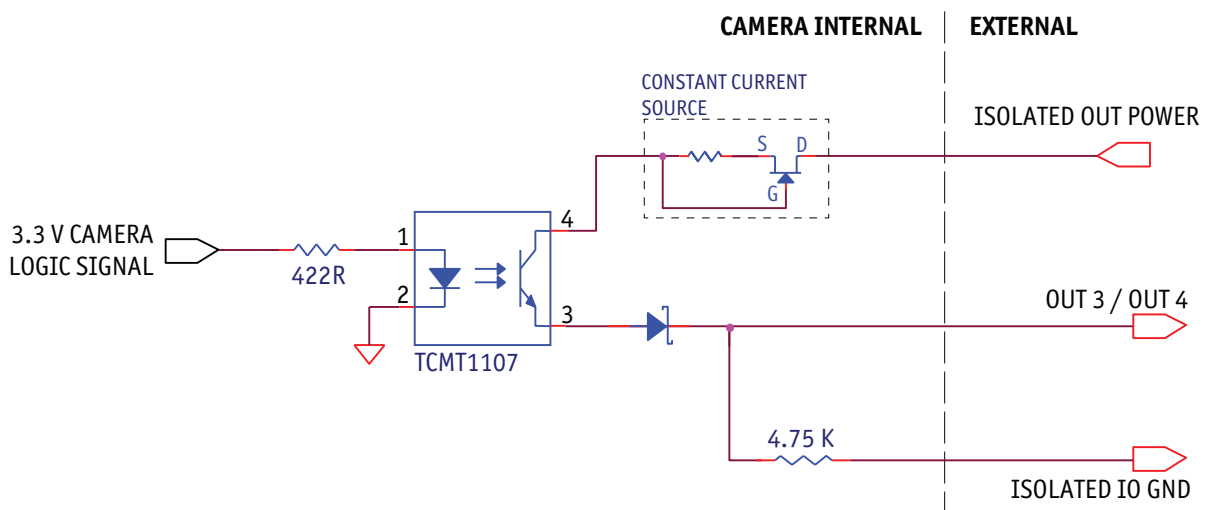 CAMERA INTERNAL
EXTERNAL
CONSTANT CURRENT
SOURCE
ISOLATED OUT POWER
S
D
G
4
3.3 V CAMERA
LOGIC SIGNAL
1
422R
2
OUT 3 / OUT 4
3
TCMT1107
4.75 K
ISOLATED IO GND